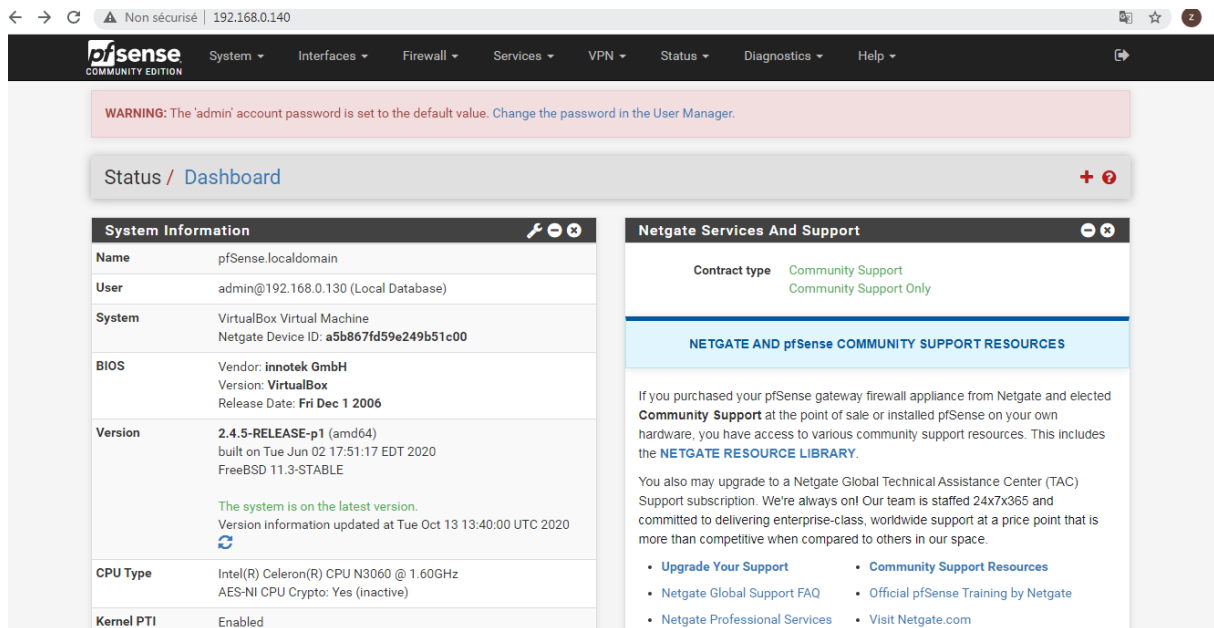 Non sécurisé | 192.168.0.140
z
pfsense
COMMUNITY EDITION
System
Interfaces
Firewall
Services
VPN
Status
Diagnostics
Help
WARNING: The 'admin' account password is set to the default value. Change the password in the User Manager.
Status / Dashboard
System Information
Name pfSense.localdomain
User admin@192.168.0.130 (Local Database)
System VirtualBox Virtual Machine
Netgate Device ID: a5b867fd59e249b51c00
BIOS Vendor: innotek GmbH
Version: VirtualBox
Release Date: Fri Dec 1 2006
Version 2.4.5-RELEASE-p1 (amd64)
built on Tue Jun 02 17:51:17 EDT 2020
FreeBSD 11.3-STABLE
The system is on the latest version.
Version information updated at Tue Oct 13 13:40:00 UTC 2020
CPU Type Intel(R) Celeron(R) CPU N3060 @ 1.60GHz
AES-NI CPU Crypto: Yes (inactive)
Kernel PTI Enabled
Netgate Services And Support
Contract type Community Support
Community Support Only
NETGATE AND pfSense COMMUNITY SUPPORT RESOURCES
If you purchased your pfSense gateway firewall appliance from Netgate and elected
Community Support at the point of sale or installed pfSense on your own
hardware, you have access to various community support resources. This includes
the NETGATE RESOURCE LIBRARY.
You also may upgrade to a Netgate Global Technical Assistance Center (TAC)
Support subscription. We're always on! Our team is staffed 24x7x365 and
committed to delivering enterprise-class, worldwide support at a price point that is
more than competitive when compared to others in our space.
Upgrade Your Support
Community Support Resources
Netgate Global Support FAQ
Official pfSense Training by Netgate
Netgate Professional Services
Visit Netgate.com